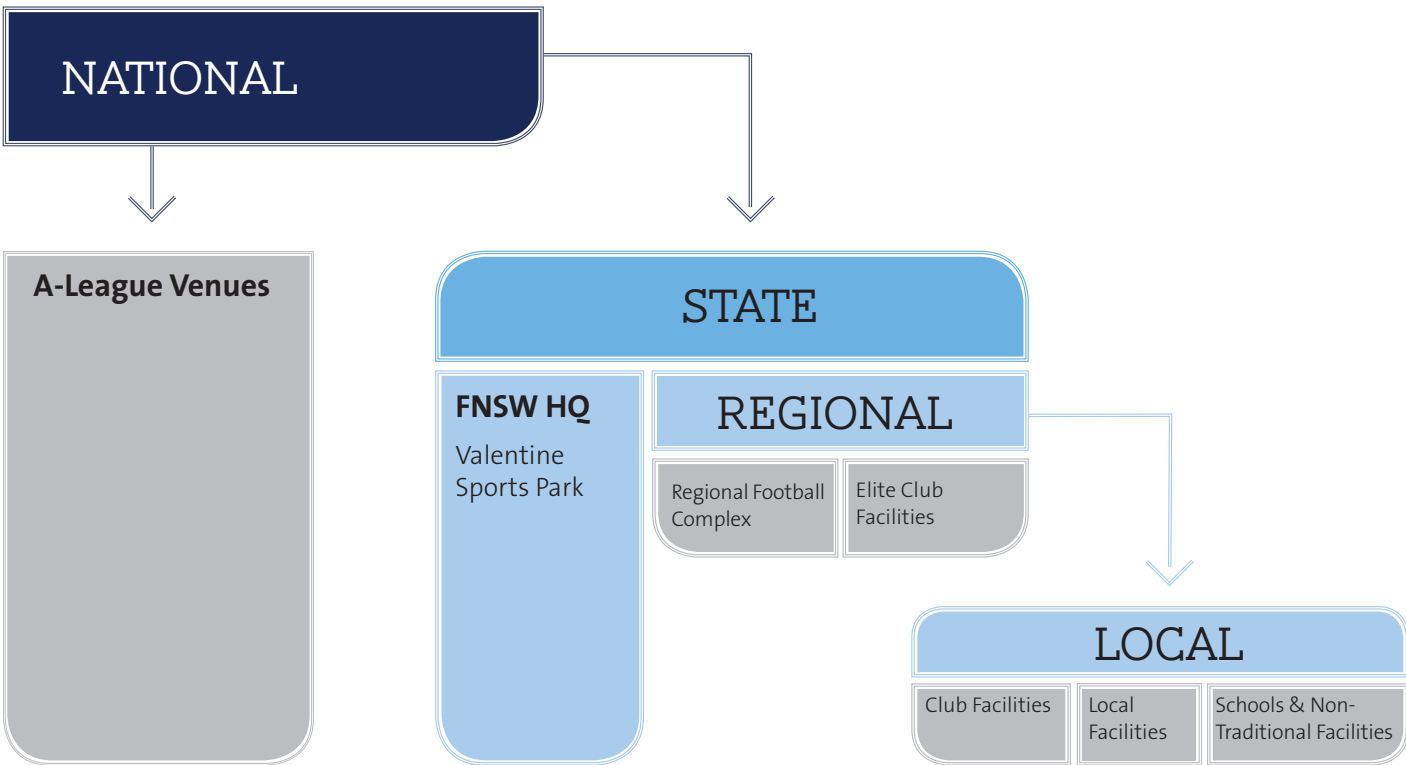 NATIONAL
A-League Venues
STATE
FNSW HQ
Valentine
Sports Park
REGIONAL
Regional Football
Complex
Elite Club
Facilities
LOCAL
Club Facilities
Local
Facilities
Schools & Non-
Traditional Facilities